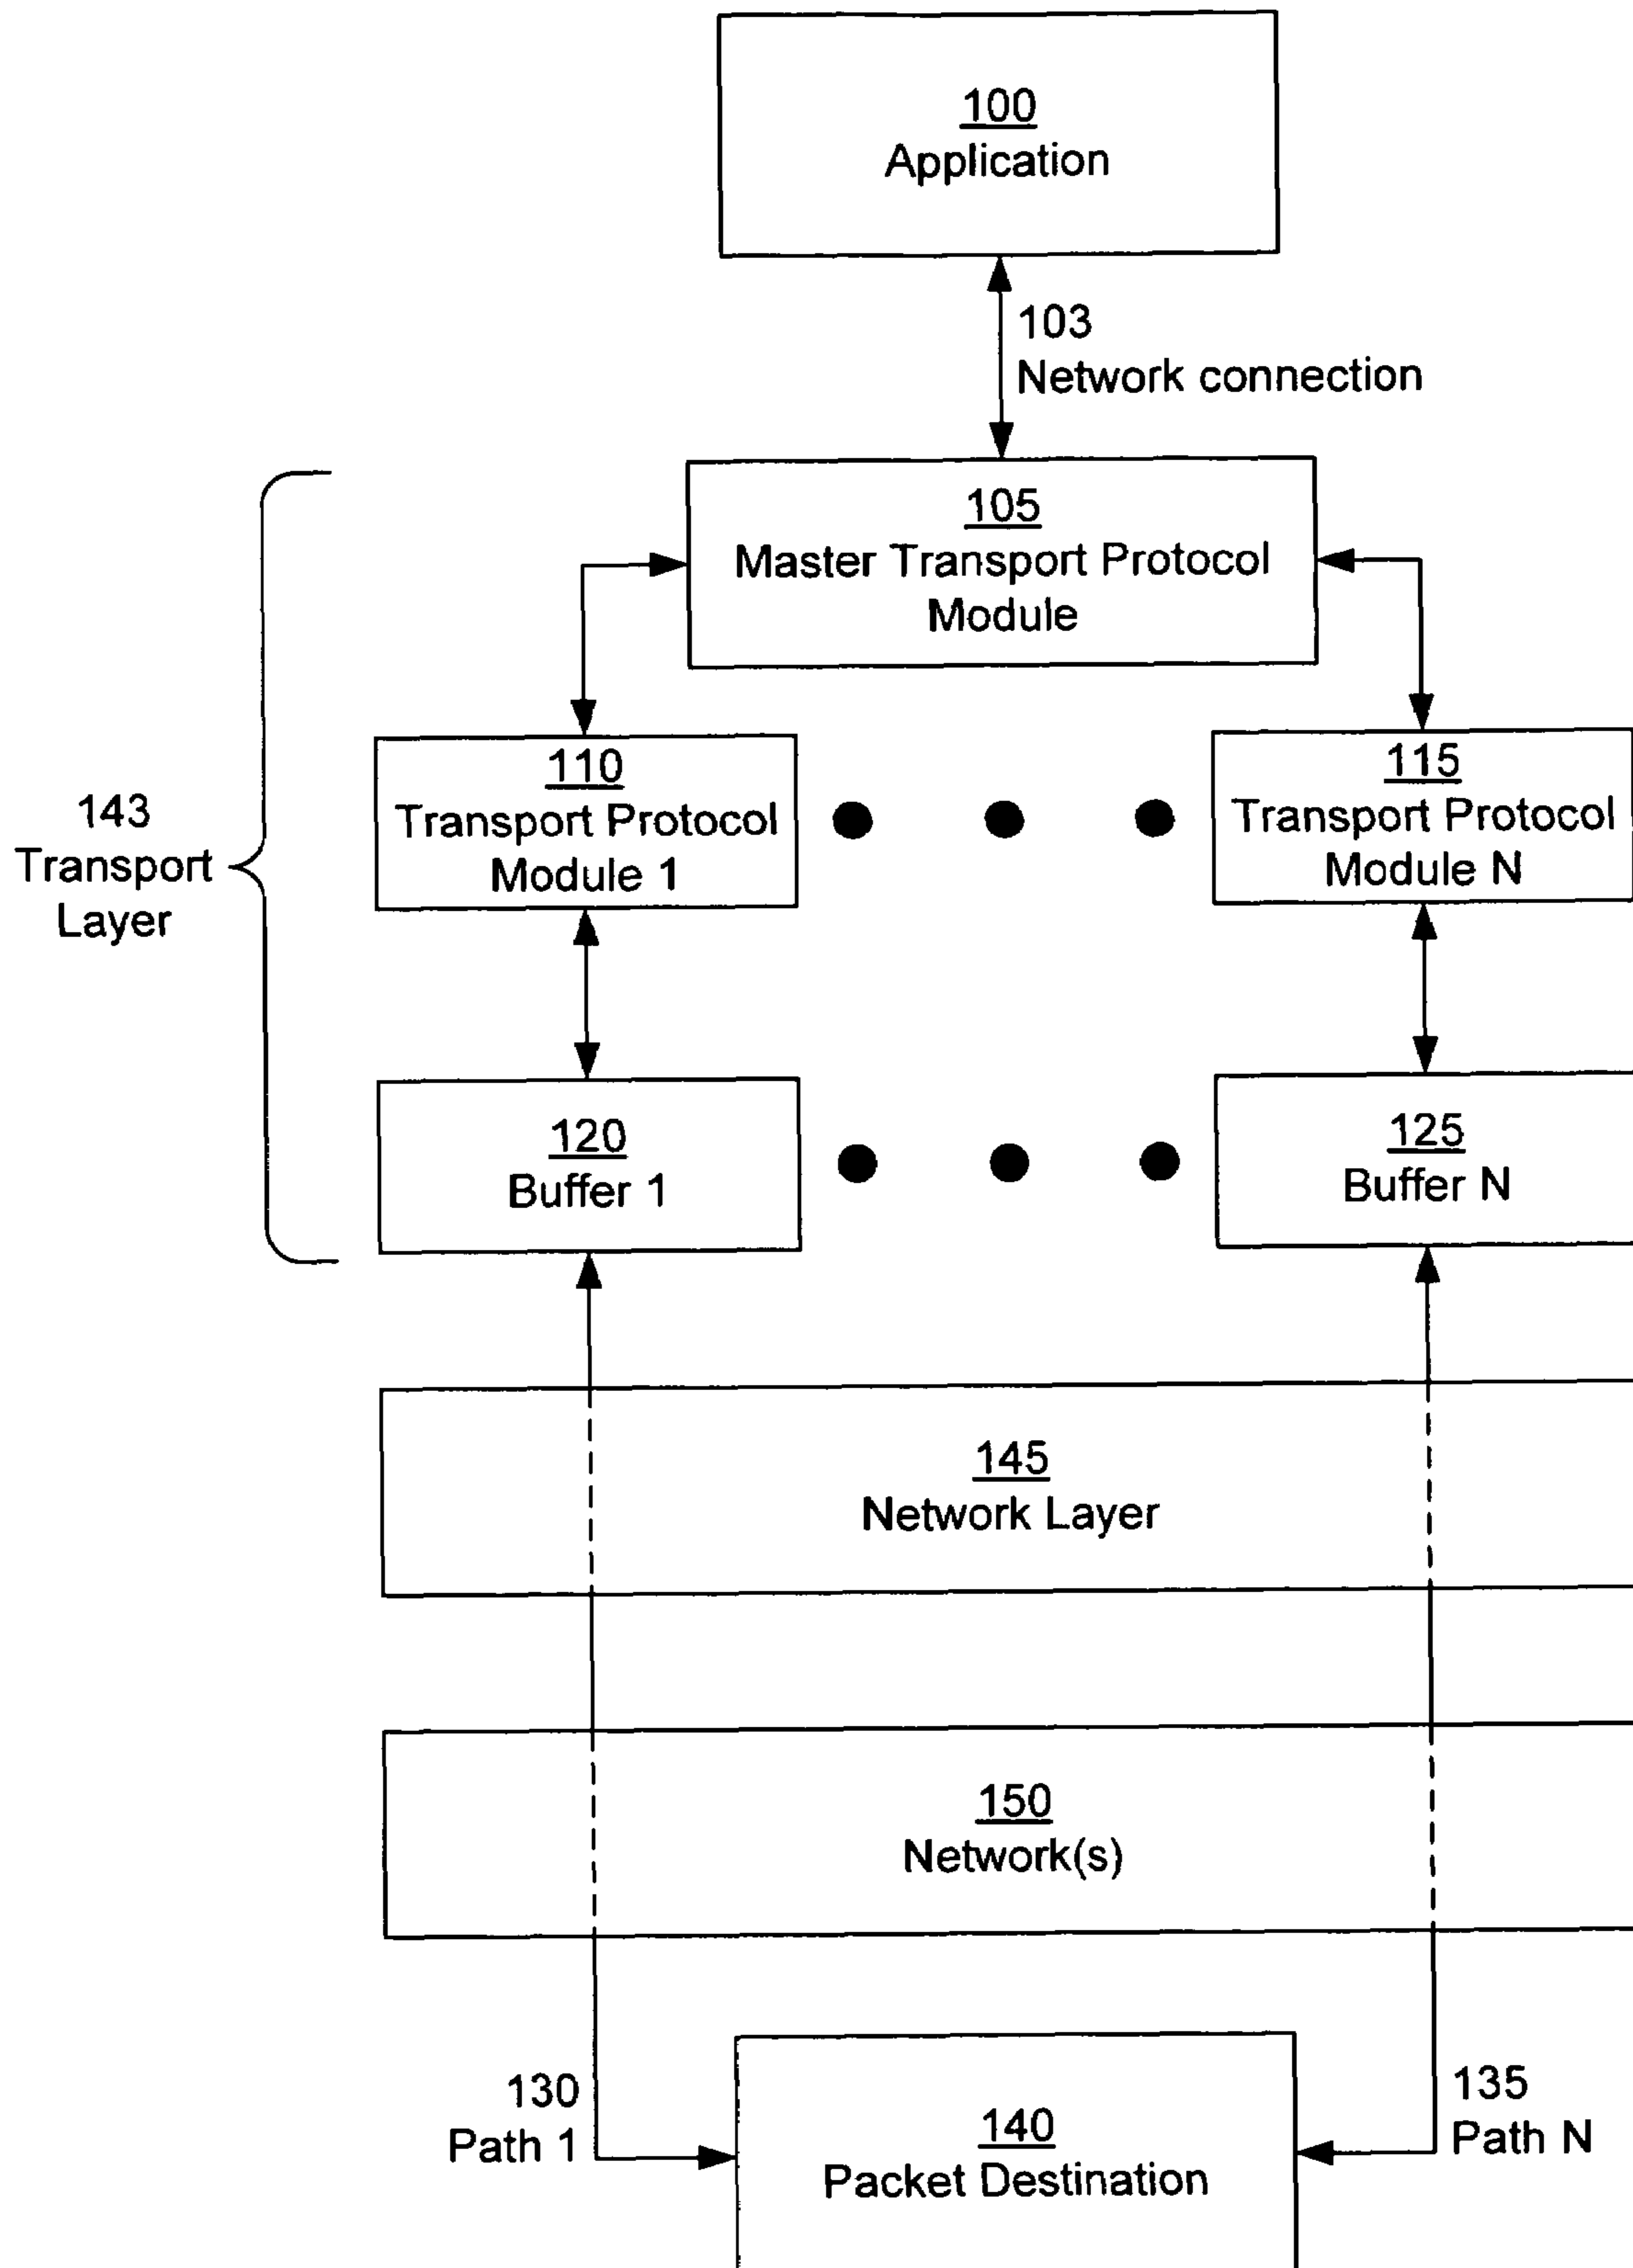 100
Application
103
Network connection
105
Master Transport Protocol
Module
143
Transport
Layer
110
Transport Protocol
Module 1
115
Transport Protocol
Module N
120
Buffer 1
125
Buffer N
145
Network Layer
150
Network(s)
130
Path 1
140
Packet Destination
135
Path N